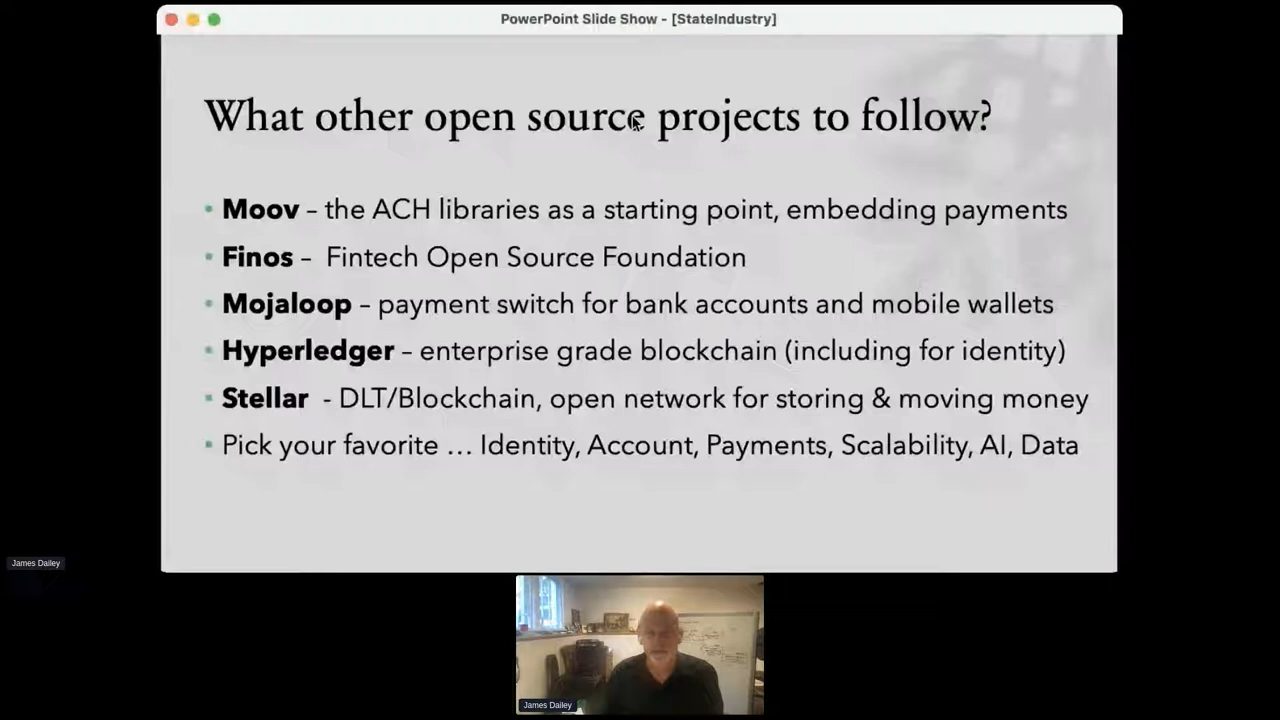 PowerPoint Slide Show - [StateIndustry]
What other open source projects to follow?
• Moov – the ACH libraries as a starting point, embedding payments
• Finos – Fintech Open Source Foundation
• Mojaloop – payment switch for bank accounts and mobile wallets
• Hyperledger – enterprise grade blockchain (including for identity)
• Stellar - DLT/Blockchain, open network for storing & moving money
• Pick your favorite … Identity, Account, Payments, Scalability, AI, Data
James Dailey
James Dailey